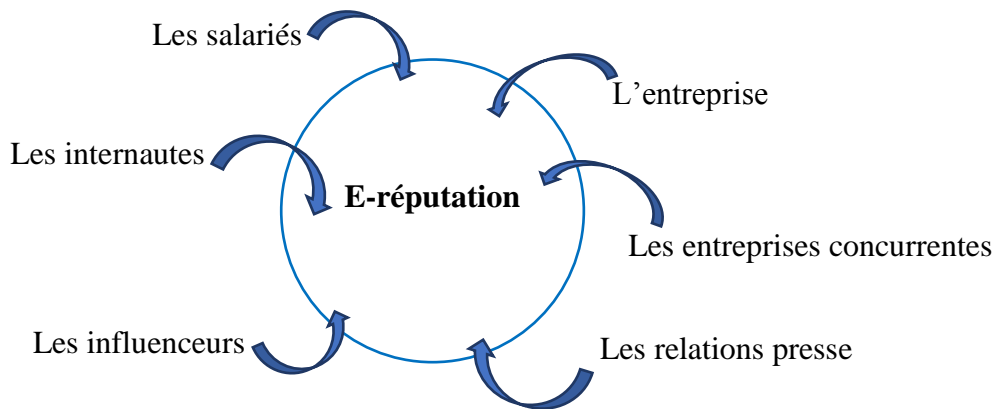 Les salariés
L’entreprise
Les internautes
E-réputation
Les entreprises concurrentes
Les influenceurs
Les relations presse